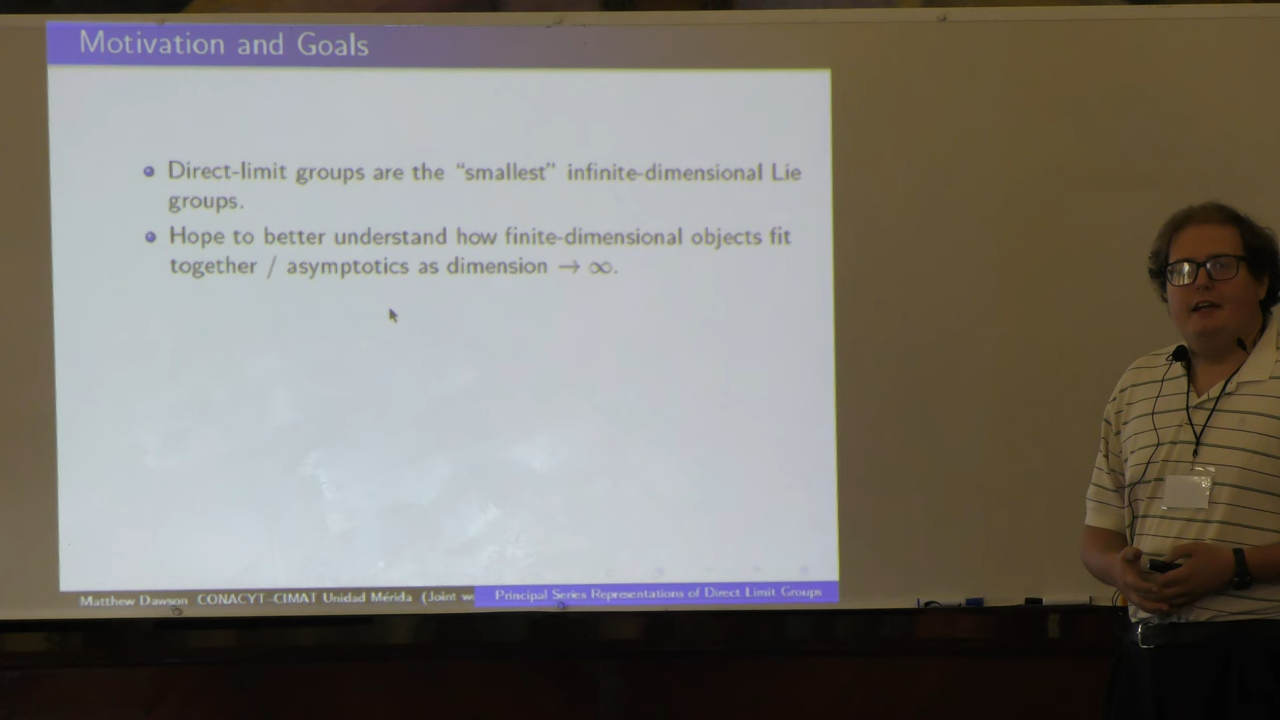 Motivation and Goals
Direct-limit groups are the “smallest” infinite-dimensional Lie
groups.
Hope to better understand how finite-dimensional objects fit
together / asymptotics as dimension → ∞.
Matthew Dawson CONACYT–CIMAT Unidad Mérida (Joint w
Principal Series Representations of Direct Limit Groups